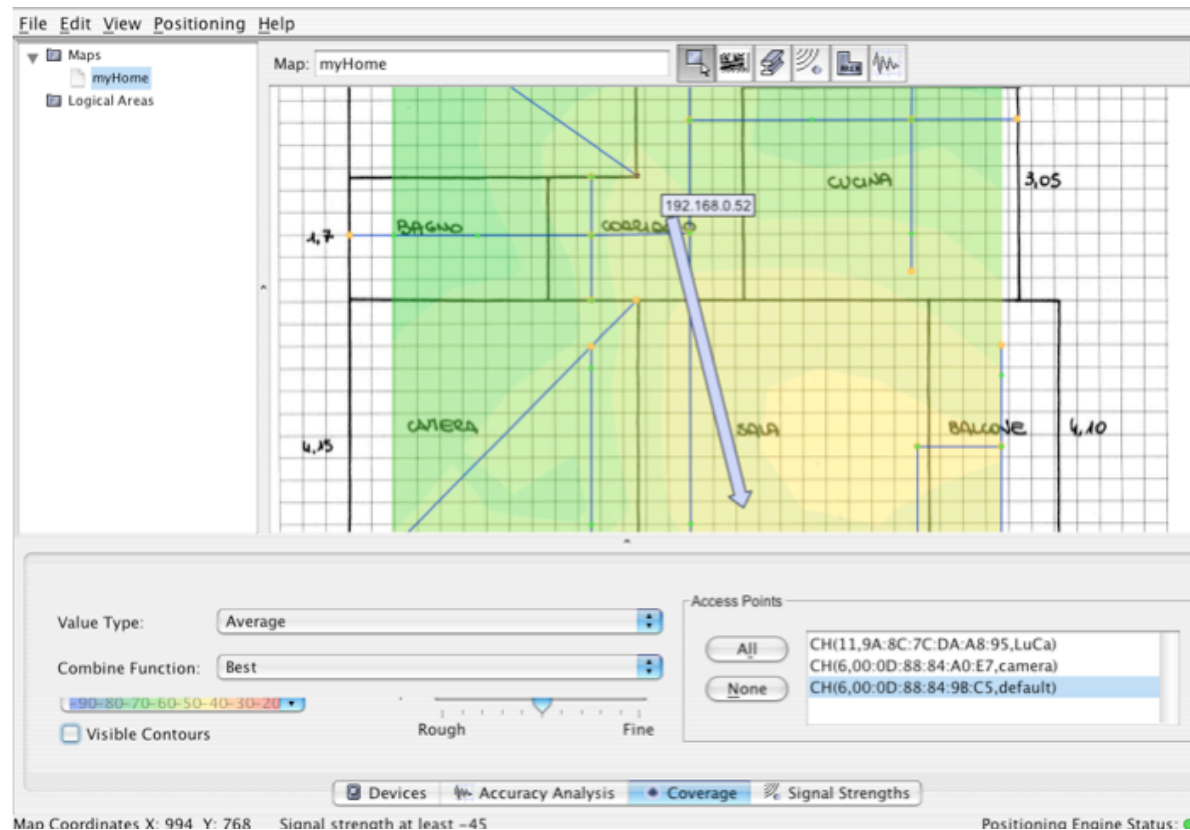 File Edit View Positioning Help
Maps
myHome
Logical Areas
Map: myHome
CUCINA
3,05
192.168.0.52
BAGNO
CORRIDOIO
1,7
CAMERA
SALA
BALCONE
4,10
4,15
Value Type: Average
Combine Function: Best
-90-80-70-60-50-40-30-20
Visible Contours
Rough
Fine
Access Points
All
None
CH(11,9A:8C:7C:DA:A8:95,LuCa)
CH(6,00:0D:88:84:A0:E7,camera)
CH(6,00:0D:88:84:9B:C5,default)
Devices Accuracy Analysis Coverage Signal Strengths
Map Coordinates X: 994 Y: 768 Signal strength at least -45 Positioning Engine Status: